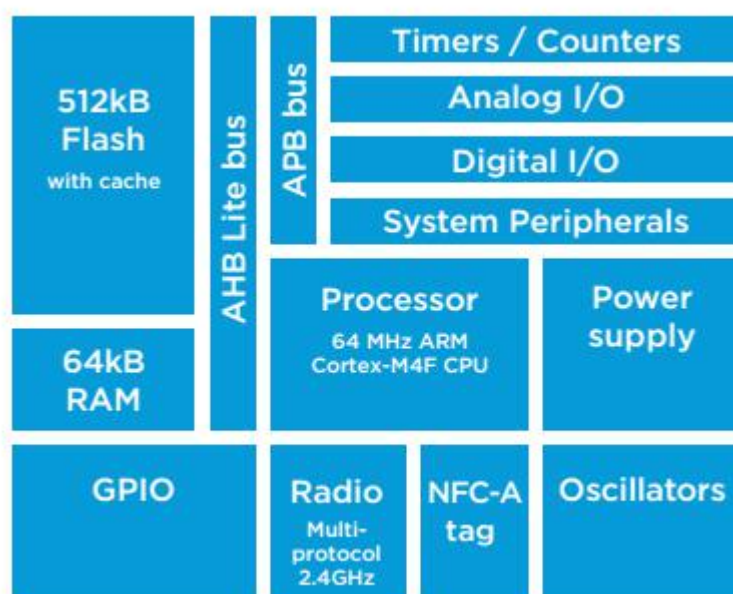 512kB
Flash
with cache
64kB
RAM
AHB Lite bus
APB bus
Timers / Counters
Analog I/O
Digital I/O
System Peripherals
Processor
64 MHz ARM
Cortex-M4F CPU
Power
supply
GPIO
Radio
Multi-
protocol
2.4GHz
NFC-A
tag
Oscillators